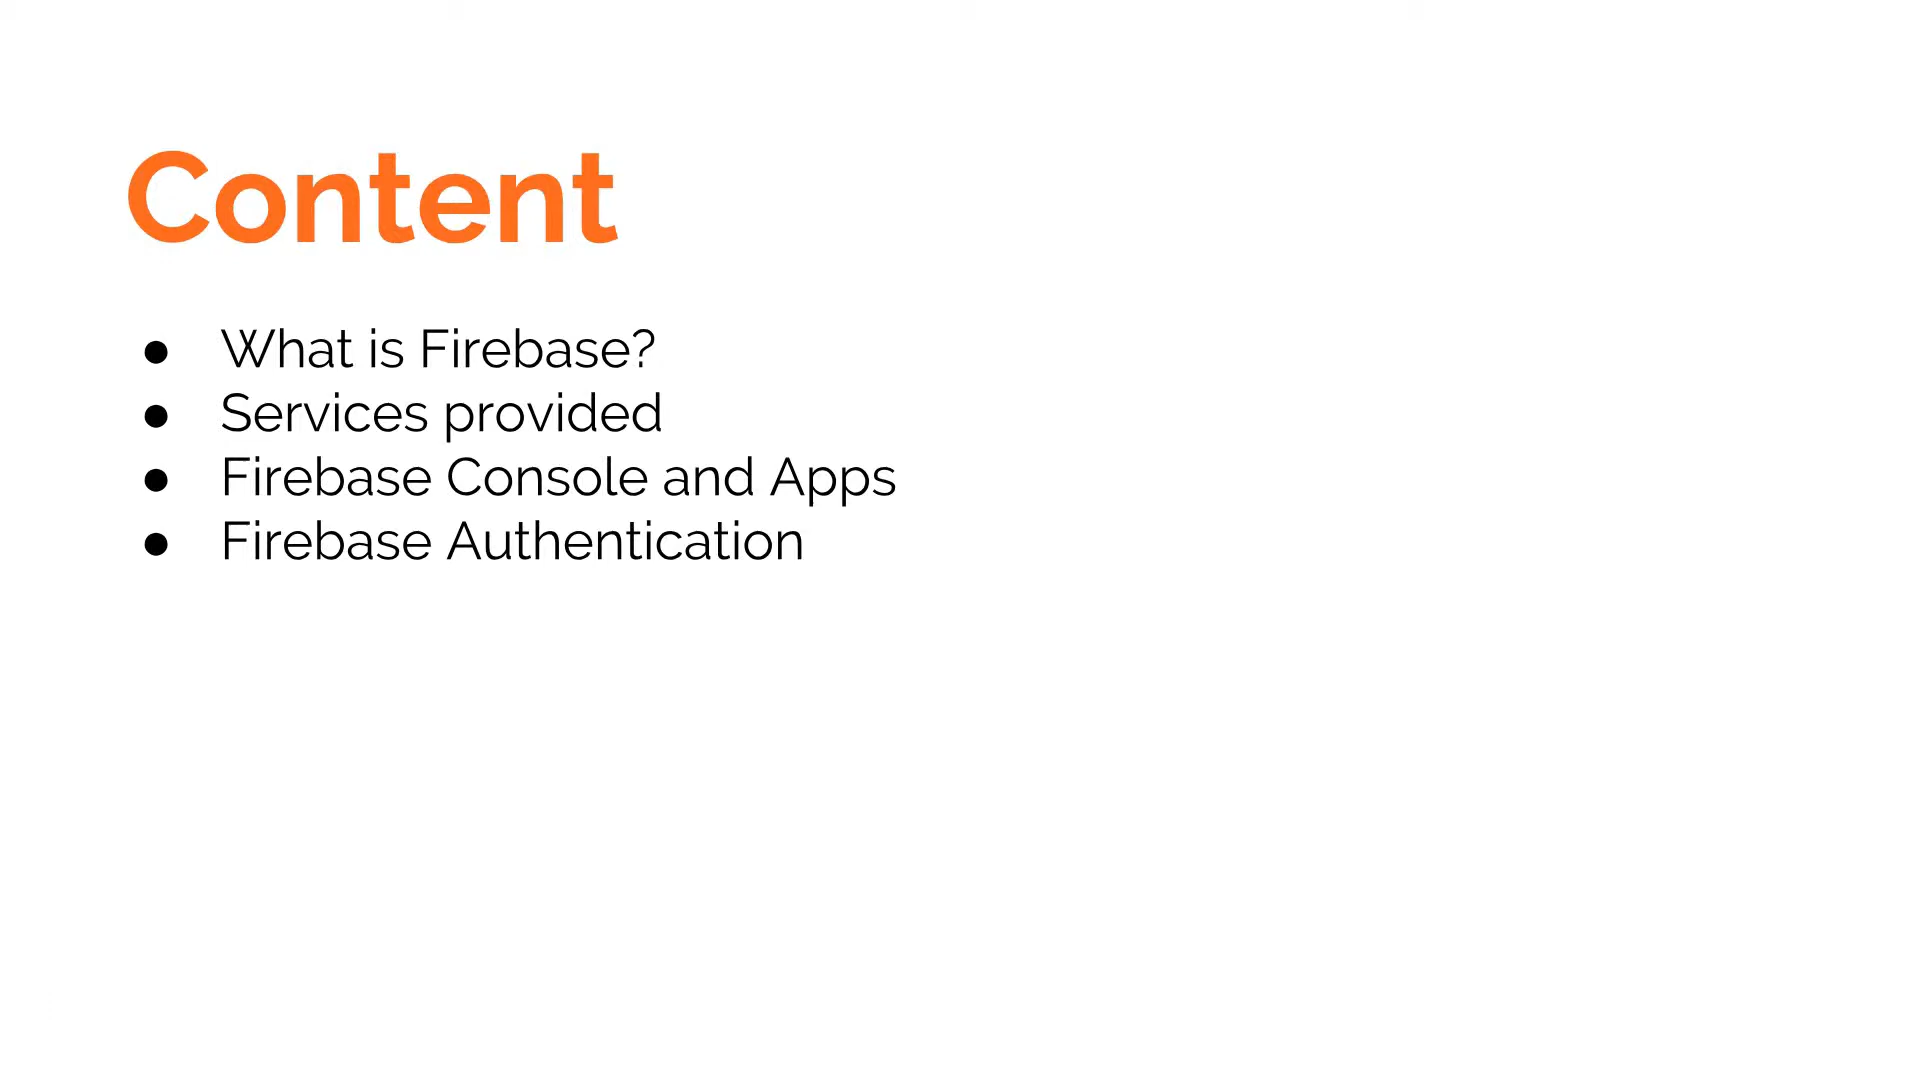 Content
● What is Firebase?
● Services provided
● Firebase Console and Apps
● Firebase Authentication